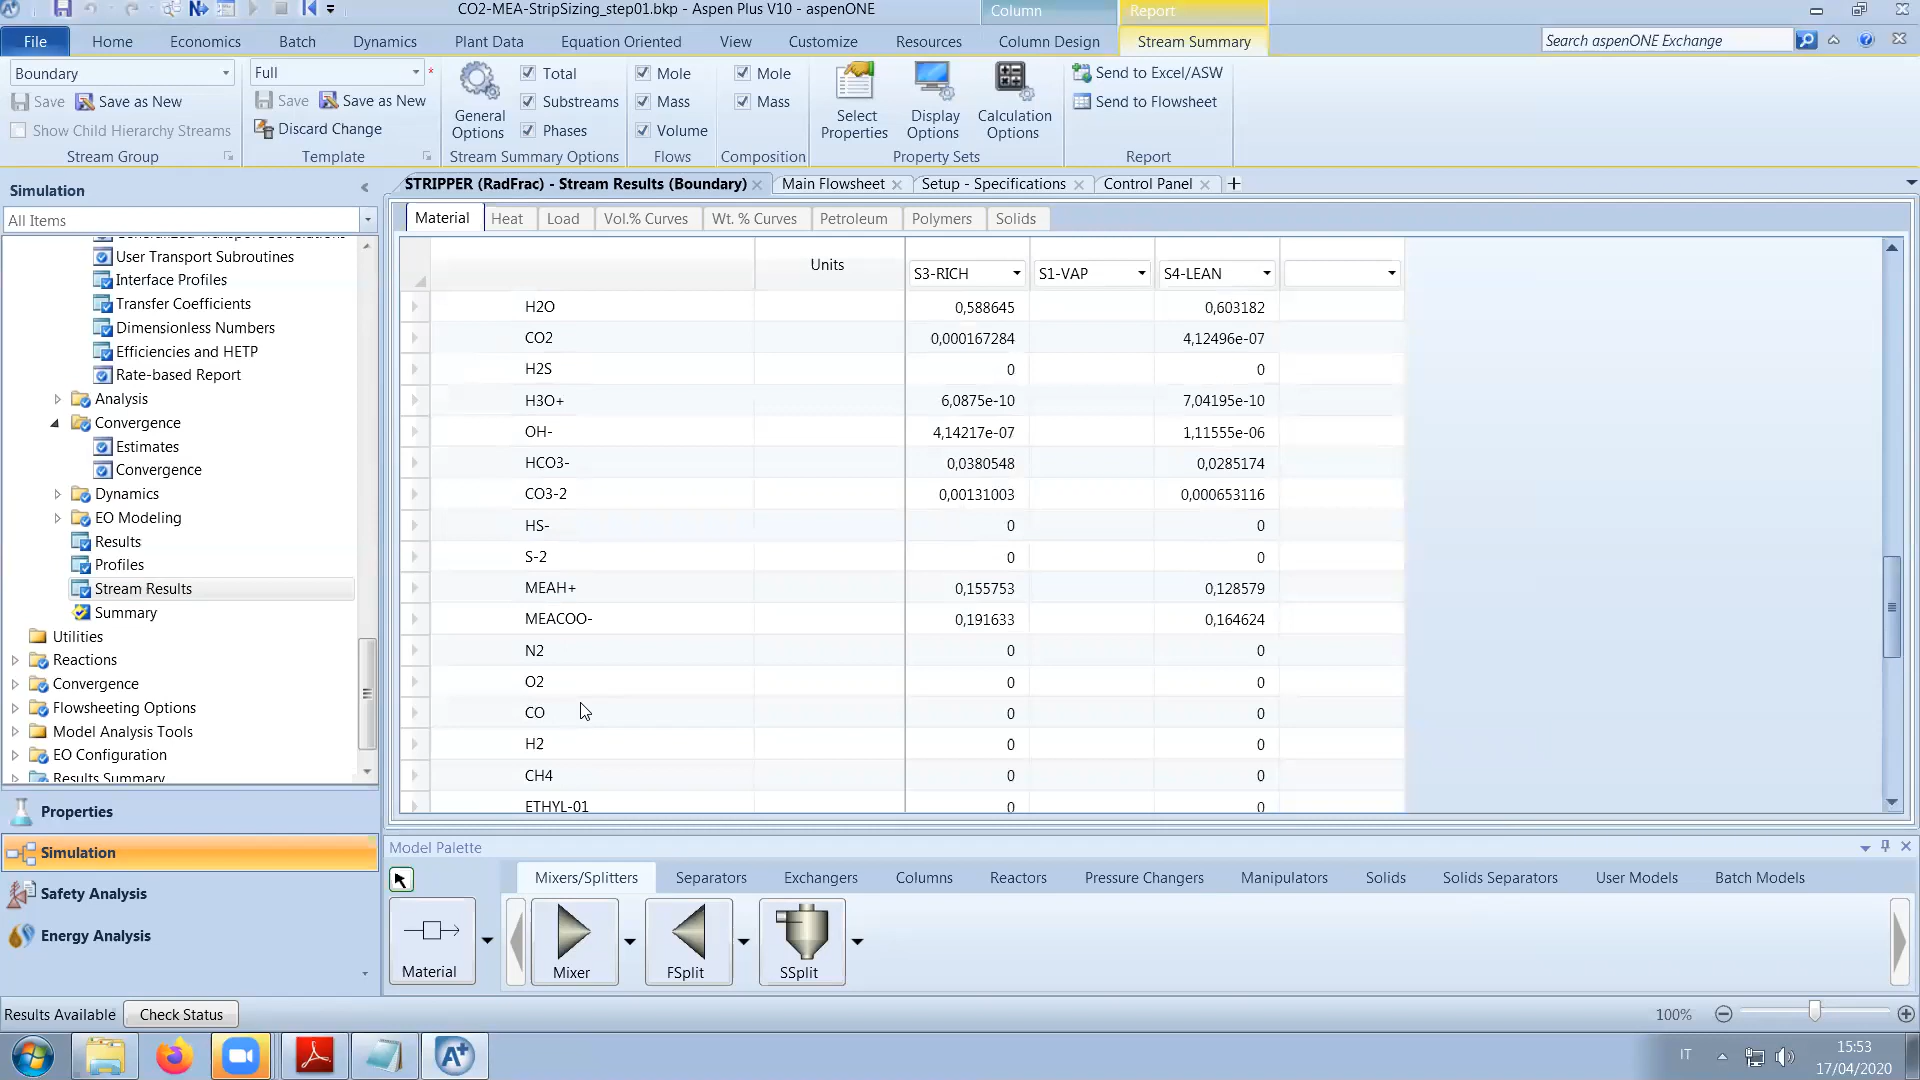 CO2-MEA-StripSizing_step01.bkp - Aspen Plus V10 - aspenONE
Column
Report
File
Home
Economics
Batch
Dynamics
Plant Data
Equation Oriented
View
Customize
Resources
Column Design
Stream Summary
Search aspenONE Exchange
Boundary
Full
*
Save
Save as New
Save
Save as New
Show Child Hierarchy Streams
Discard Change
Stream Group
Template
General Options
Total
Substreams
Phases
Stream Summary Options
Mole
Mass
Volume
Flows
Mole
Mass
Composition
Select Properties
Display Options
Calculation Options
Property Sets
Send to Excel/ASW
Send to Flowsheet
Report
Simulation
All Items
User Transport Subroutines
Interface Profiles
Transfer Coefficients
Dimensionless Numbers
Efficiencies and HETP
Rate-based Report
Analysis
Convergence
Estimates
Convergence
Dynamics
EO Modeling
Results
Profiles
Stream Results
Summary
Utilities
Reactions
Convergence
Flowsheeting Options
Model Analysis Tools
EO Configuration
Results Summary
Properties
Simulation
Safety Analysis
Energy Analysis
STRIPPER (RadFrac) - Stream Results (Boundary)
Main Flowsheet
Setup - Specifications
Control Panel
Material
Heat
Load
Vol.% Curves
Wt. % Curves
Petroleum
Polymers
Solids
Units S3-RICH S1-VAP S4-LEAN
H2O 0,588645 0,603182
CO2 0,000167284 4,12496e-07
H2S 0 0
H3O+ 6,0875e-10 7,04195e-10
OH- 4,14217e-07 1,11555e-06
HCO3- 0,0380548 0,0285174
CO3-2 0,00131003 0,000653116
HS- 0 0
S-2 0 0
MEAH+ 0,155753 0,128579
MEACOO- 0,191633 0,164624
N2 0 0
O2 0 0
CO 0 0
H2 0 0
CH4 0 0
ETHYL-01 0 0
Model Palette
Mixers/Splitters
Separators
Exchangers
Columns
Reactors
Pressure Changers
Manipulators
Solids
Solids Separators
User Models
Batch Models
Material
Mixer
FSplit
SSplit
Results Available
Check Status
100%
IT
15:53
17/04/2020